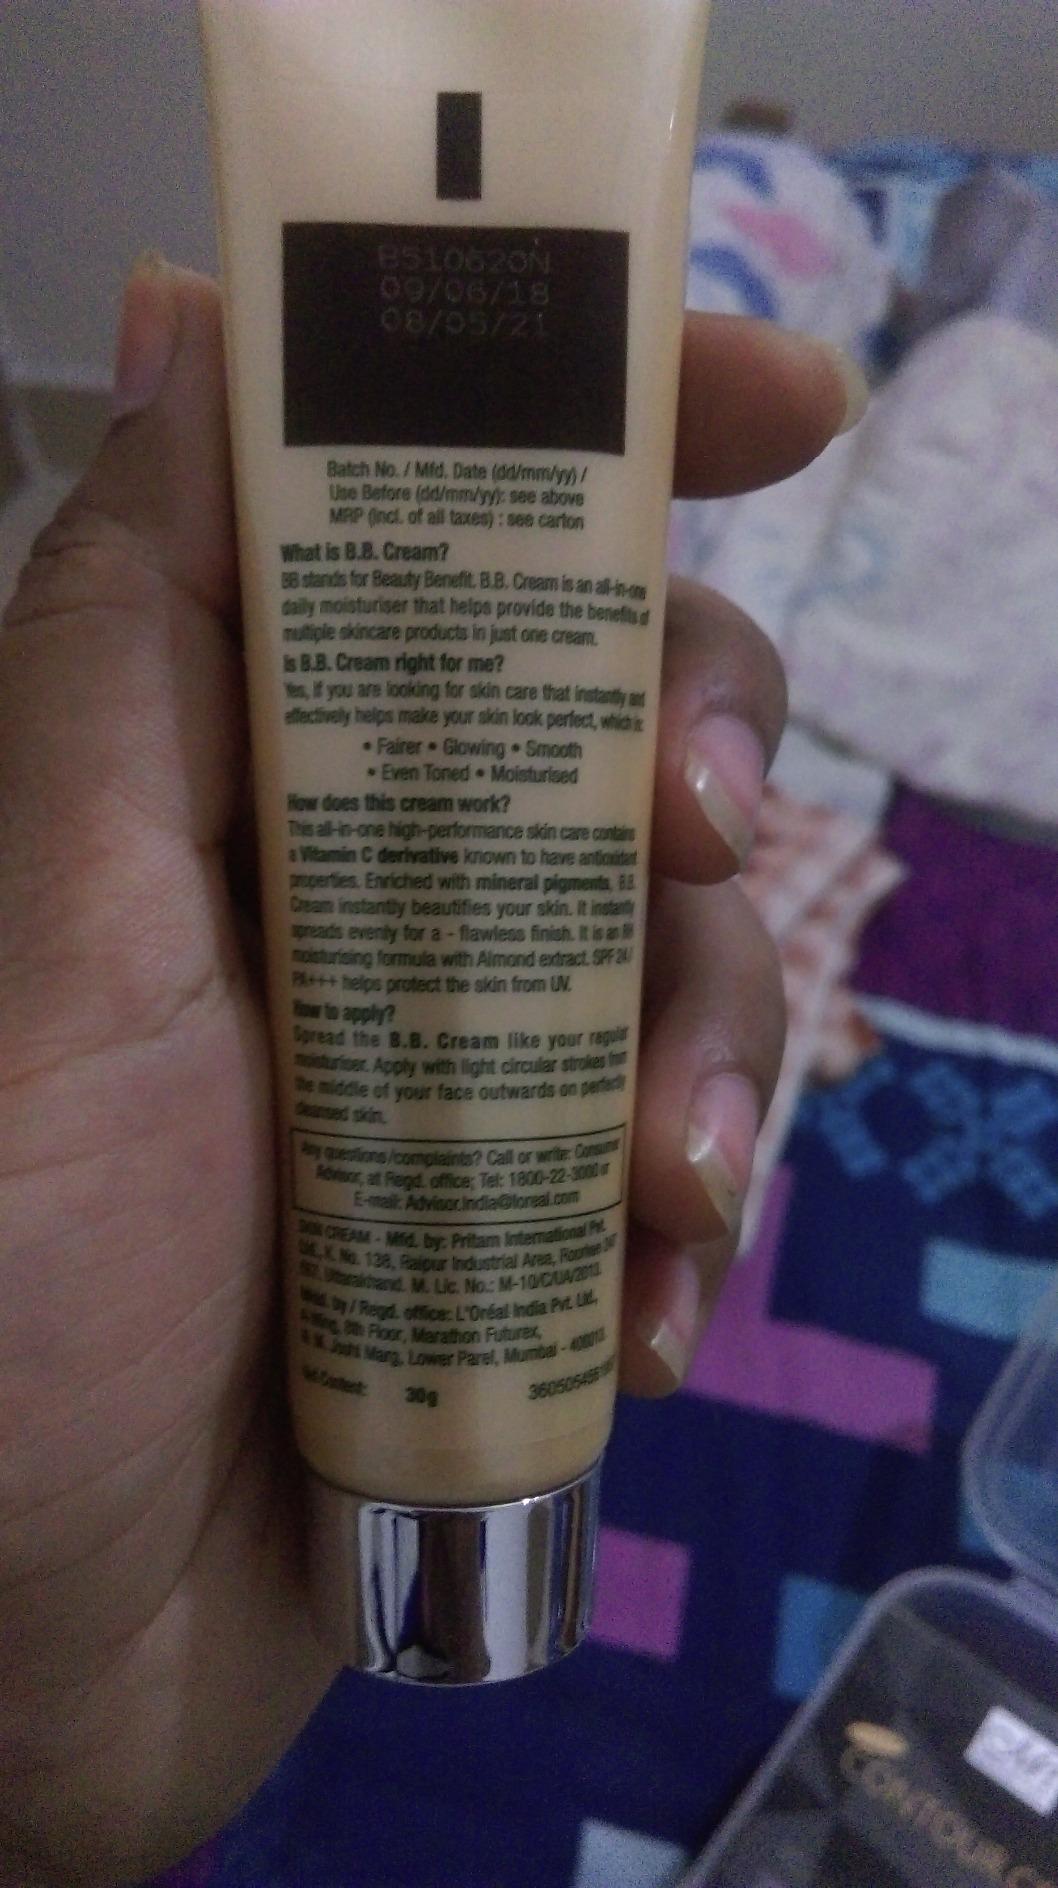 B510620N
09/06/18
08/05/21
Batch No. / Mfd. Date (dd/mm/yy) /
Use Before (dd/mm/yy): see above
MRP (incl. of all taxes) : see carton
What is B.B. Cream?
BB stands for Beauty Benefit. B.B. Cream is an all-in-one
daily moisturiser that helps provide the benefits of
multiple skincare products in just one cream.
Is B.B. Cream right for me?
Yes, if you are looking for skin care that instantly and
effectively helps make your skin look perfect, which is:
• Fairer • Glowing • Smooth
• Even Toned • Moisturised
How does this cream work?
This all-in-one high-performance skin care contains
a Vitamin C derivative known to have antioxidant
properties. Enriched with mineral pigments, B.B.
Cream instantly beautifies your skin. It instantly
spreads evenly for a - flawless finish. It is an
moisturising formula with Almond extract. SPF 24/
PA+++ helps protect the skin from UV.
How to apply?
Spread the B.B. Cream like your regular
moisturiser. Apply with light circular strokes from
the middle of your face outwards on perfectly
cleansed skin.
Any questions/complaints? Call or write: Consumer
Advisor, at Regd. office; Tel: 1800-22-3000 or
E-mail: Advisor.India@loreal.com
SKIN CREAM - Mfd. by: Pritam International Pvt.
Ltd., K. No. 138, Raipur Industrial Area, Roorkee 247
667, Uttarakhand. M. Lic. No.: M-10/C/UA/2013.
Mktd. by / Regd. office: L'Oréal India Pvt. Ltd.,
A-Wing, 8th Floor, Marathon Futurex,
N. M. Joshi Marg, Lower Parel, Mumbai - 400013.
Net Content: 30g
CONTOUR